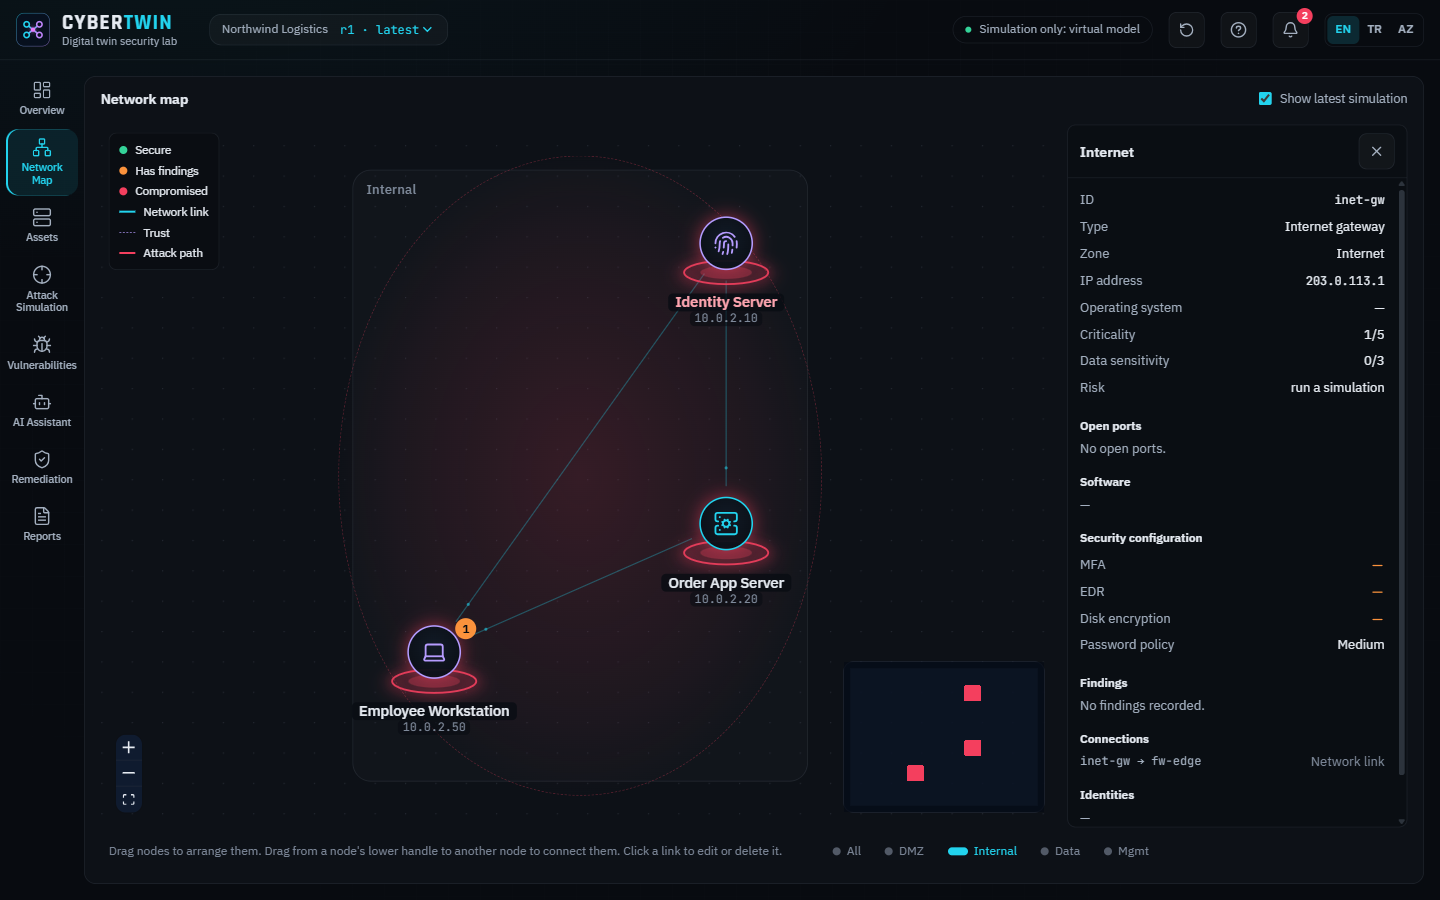 CYBERTWIN
Digital twin security lab
Northwind Logistics r1 · latest
Simulation only: virtual model
2
EN TR AZ
Overview
Network
Map
Assets
Attack
Simulation
Vulnerabilities
AI Assistant
Remediation
Reports
Network map
Show latest simulation
Secure
Has findings
Compromised
Network link
Trust
Attack path
Internal
Identity Server
10.0.2.10
Order App Server
10.0.2.20
1
Employee Workstation
10.0.2.50
Drag nodes to arrange them. Drag from a node's lower handle to another node to connect them. Click a link to edit or delete it.
All DMZ Internal Data Mgmt
Internet
ID inet-gw
Type Internet gateway
Zone Internet
IP address 203.0.113.1
Operating system —
Criticality 1/5
Data sensitivity 0/3
Risk run a simulation
Open ports
No open ports.
Software
—
Security configuration
MFA —
EDR —
Disk encryption —
Password policy Medium
Findings
No findings recorded.
Connections
inet-gw → fw-edge Network link
Identities
—